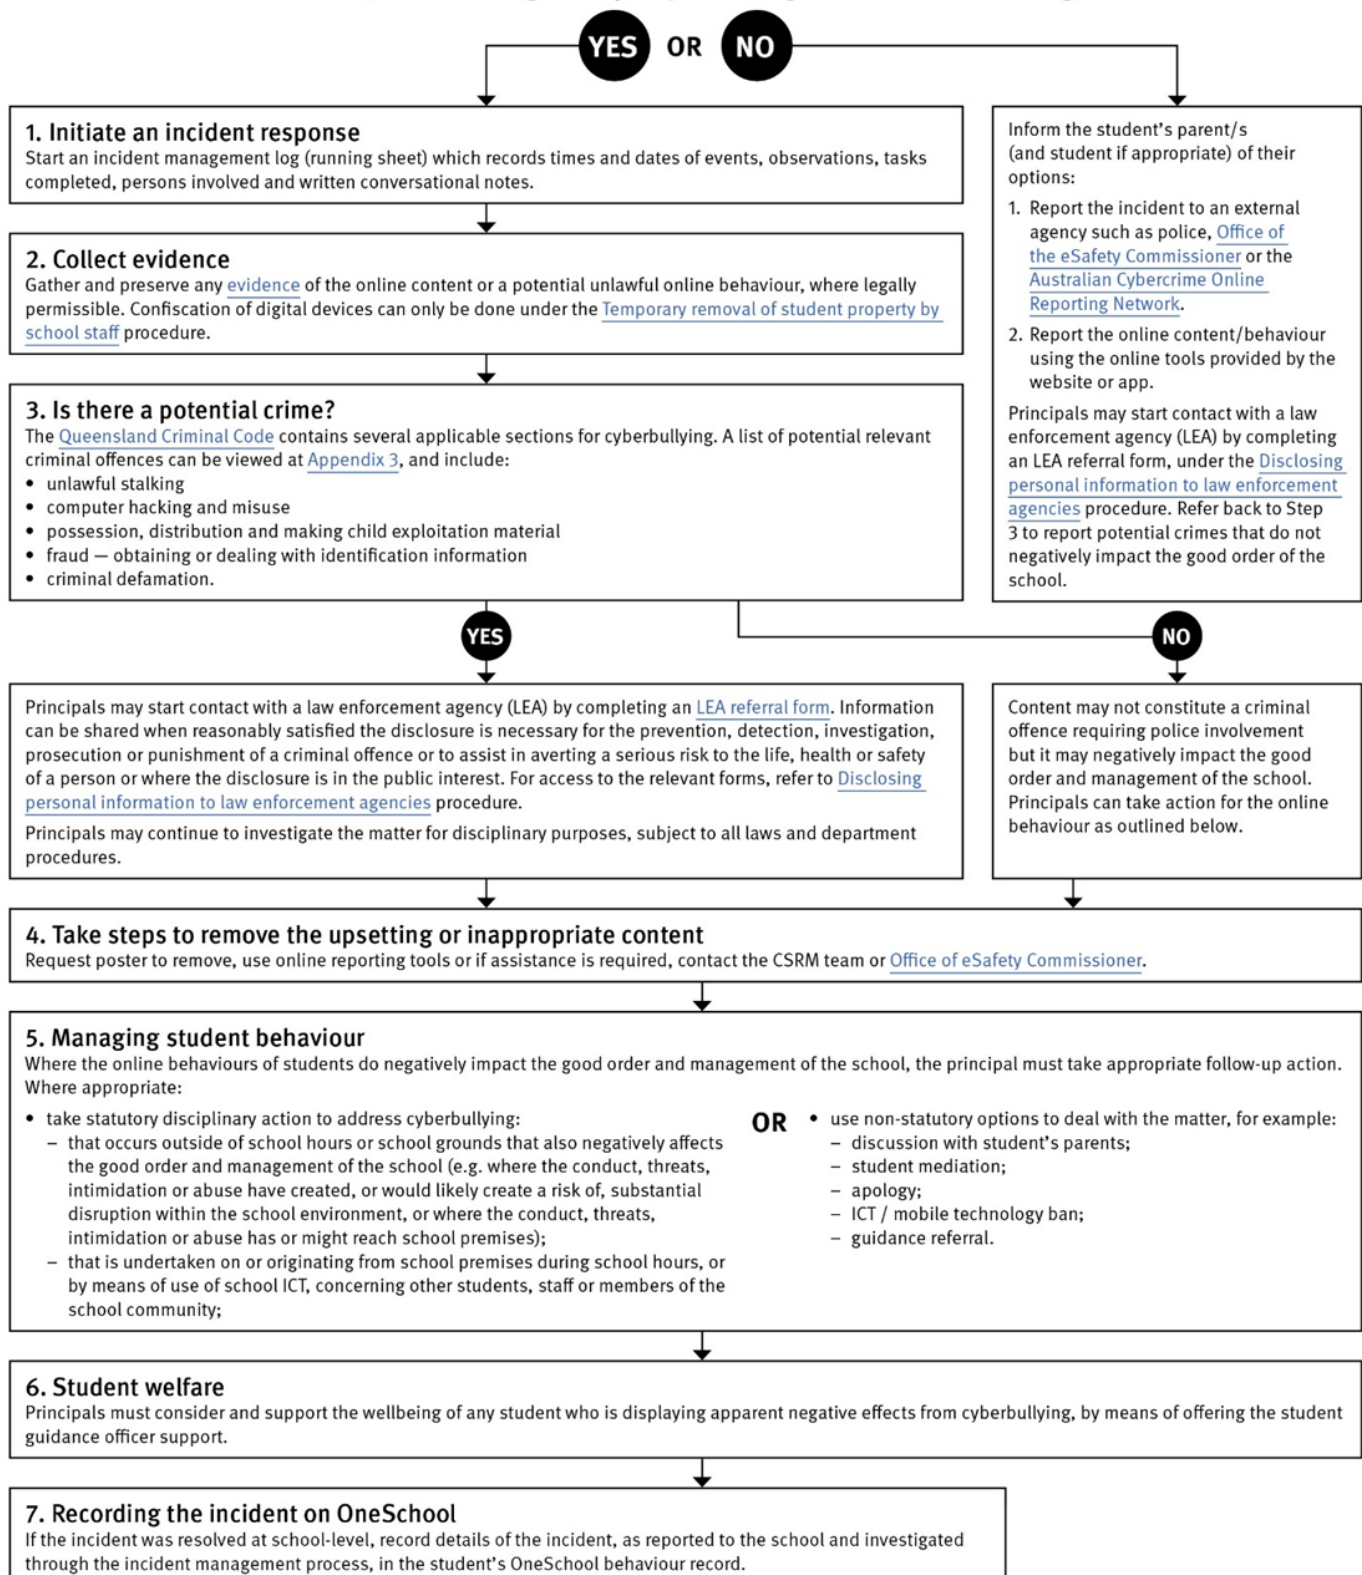 YES OR NO
1. Initiate an incident response
Start an incident management log (running sheet) which records times and dates of events, observations, tasks
completed, persons involved and written conversational notes.
2. Collect evidence
Gather and preserve any evidence of the online content or a potential unlawful online behaviour, where legally
permissible. Confiscation of digital devices can only be done under the Temporary removal of student property by
school staff procedure.
3. Is there a potential crime?
The Queensland Criminal Code contains several applicable sections for cyberbullying. A list of potential relevant
criminal offences can be viewed at Appendix 3, and include:
• unlawful stalking
• computer hacking and misuse
• possession, distribution and making child exploitation material
• fraud — obtaining or dealing with identification information
• criminal defamation.
Inform the student's parent/s
(and student if appropriate) of their
options:
1. Report the incident to an external
agency such as police, Office of
the eSafety Commissioner or the
Australian Cybercrime Online
Reporting Network.
2. Report the online content/behaviour
using the online tools provided by the
website or app.
Principals may start contact with a law
enforcement agency (LEA) by completing
an LEA referral form, under the Disclosing
personal information to law enforcement
agencies procedure. Refer back to Step
3 to report potential crimes that do not
negatively impact the good order of the
school.
YES
NO
Principals may start contact with a law enforcement agency (LEA) by completing an LEA referral form. Information
can be shared when reasonably satisfied the disclosure is necessary for the prevention, detection, investigation,
prosecution or punishment of a criminal offence or to assist in averting a serious risk to the life, health or safety
of a person or where the disclosure is in the public interest. For access to the relevant forms, refer to Disclosing
personal information to law enforcement agencies procedure.
Principals may continue to investigate the matter for disciplinary purposes, subject to all laws and department
procedures.
Content may not constitute a criminal
offence requiring police involvement
but it may negatively impact the good
order and management of the school.
Principals can take action for the online
behaviour as outlined below.
4. Take steps to remove the upsetting or inappropriate content
Request poster to remove, use online reporting tools or if assistance is required, contact the CSRM team or Office of eSafety Commissioner.
5. Managing student behaviour
Where the online behaviours of students do negatively impact the good order and management of the school, the principal must take appropriate follow-up action.
Where appropriate:
• take statutory disciplinary action to address cyberbullying:
– that occurs outside of school hours or school grounds that also negatively affects
the good order and management of the school (e.g. where the conduct, threats,
intimidation or abuse have created, or would likely create a risk of, substantial
disruption within the school environment, or where the conduct, threats,
intimidation or abuse has or might reach school premises);
– that is undertaken on or originating from school premises during school hours, or
by means of use of school ICT, concerning other students, staff or members of the
school community;
OR
• use non-statutory options to deal with the matter, for example:
– discussion with student's parents;
– student mediation;
– apology;
– ICT / mobile technology ban;
– guidance referral.
6. Student welfare
Principals must consider and support the wellbeing of any student who is displaying apparent negative effects from cyberbullying, by means of offering the student
guidance officer support.
7. Recording the incident on OneSchool
If the incident was resolved at school-level, record details of the incident, as reported to the school and investigated
through the incident management process, in the student's OneSchool behaviour record.